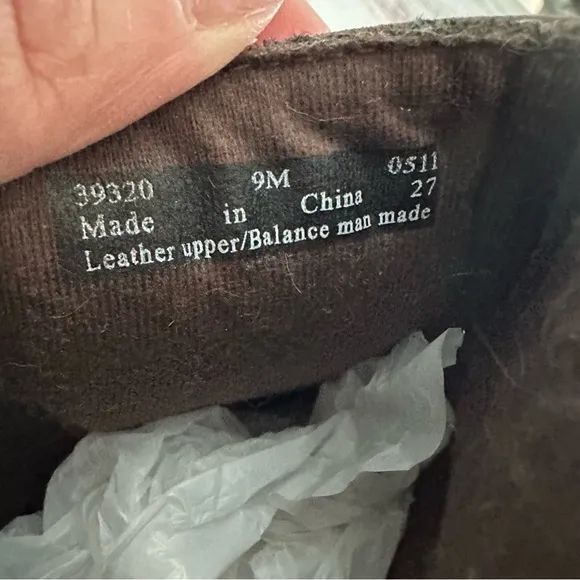 39320 9M 0511
Made in China 27
Leather upper/Balance man made